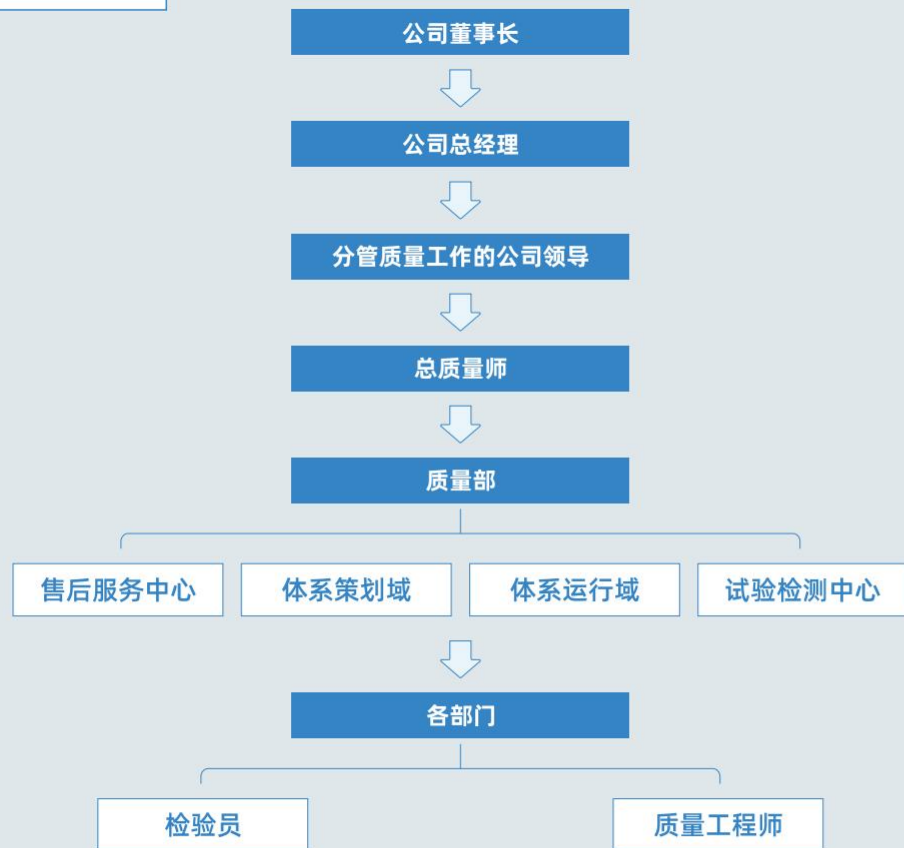 公司董事长
公司总经理
分管质量工作的公司领导
总质量师
质量部
售后服务中心
体系策划域
体系运行域
试验检测中心
各部门
检验员
质量工程师